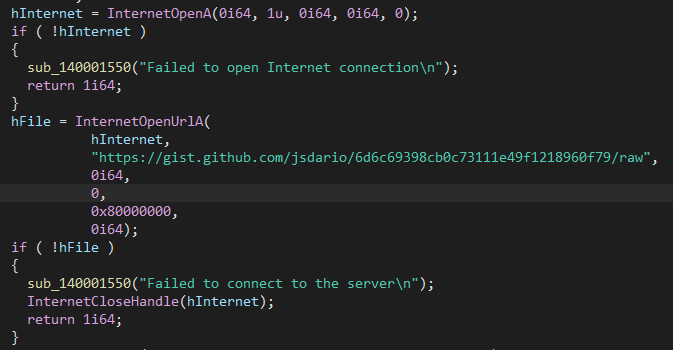 hInternet = InternetOpenA(0i64, 1u, 0i64, 0i64, 0);
if ( !hInternet )
{
sub_140001550("Failed to open Internet connection\n");
return 1i64;
}
hFile = InternetOpenUrlA(
hInternet,
"https://gist.github.com/jsdario/6d6c69398cb0c73111e49f1218960f79/raw",
0i64,
0,
0x80000000,
0i64);
if ( !hFile )
{
sub_140001550("Failed to connect to the server\n");
InternetCloseHandle(hInternet);
return 1i64;
}